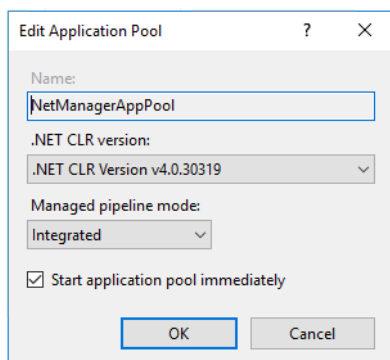 Edit Application Pool ?
Name:
NetManagerAppPool
.NET CLR version:
.NET CLR Version v4.0.30319
Managed pipeline mode:
Integrated
Start application pool immediately
OK Cancel